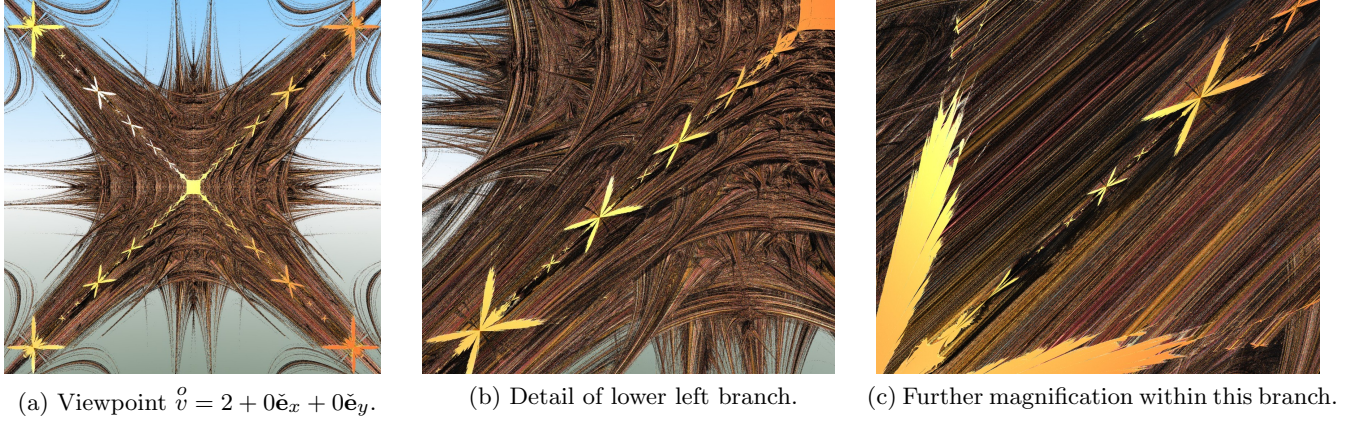 (a) Viewpoint $\overset{o}{v} = 2 + 0\check{\mathbf{e}}_x + 0\check{\mathbf{e}}_y$.
(b) Detail of lower left branch.
(c) Further magnification within this branch.